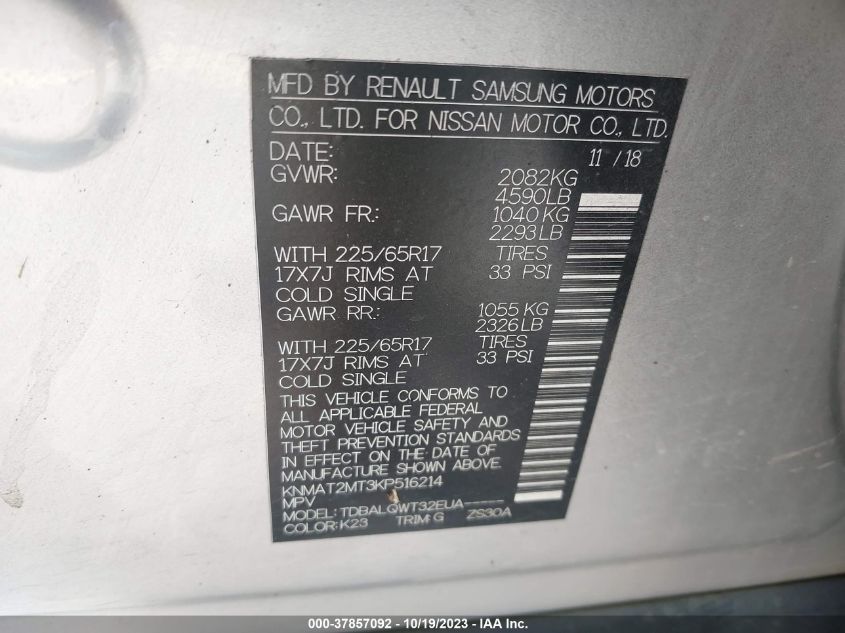 MFD BY RENAULT SAMSUNG MOTORS
CO., LTD. FOR NISSAN MOTOR CO., LTD.
DATE: 11 / 18
GVWR: 2082KG
4590LB
GAWR FR.: 1040KG
2293LB
WITH 225/65R17 TIRES
17X7J RIMS AT 33 PSI
COLD SINGLE
GAWR RR.: 1055KG
2326LB
WITH 225/65R17 TIRES
17X7J RIMS AT 33 PSI
COLD SINGLE
THIS VEHICLE CONFORMS TO
ALL APPLICABLE FEDERAL
MOTOR VEHICLE SAFETY AND
THEFT PREVENTION STANDARDS
IN EFFECT ON THE DATE OF
MANUFACTURE SHOWN ABOVE.
KNMAT2MT3KP516214
MPV
MODEL: TDBALQWT32EUA-----
COLOR:K23 TRIM:G ZS30A
000-37857092 - 10/19/2023 - IAA Inc.